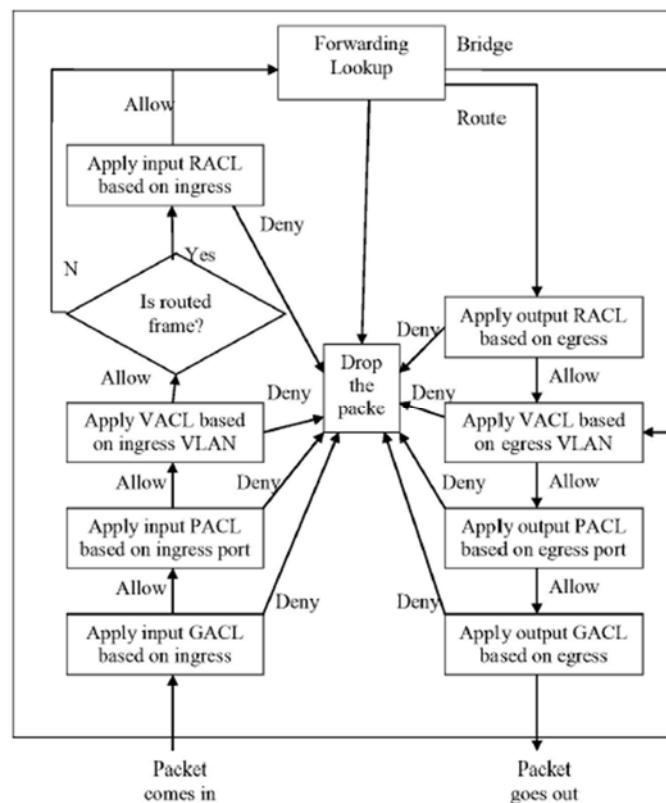 Forwarding
Lookup
Bridge
Allow
Route
Apply input RACL
based on ingress
Deny
N
Yes
Is routed
frame?
Deny
Apply output RACL
based on egress
Drop
the
packe
Allow
Deny
Deny
Allow
Apply VACL based
on ingress VLAN
Apply VACL based
on egress VLAN
Allow
Deny
Deny
Allow
Apply input PACL
based on ingress port
Apply output PACL
based on egress port
Allow
Deny
Deny
Allow
Apply input GACL
based on ingress
Apply output GACL
based on egress
Packet
comes in
Packet
goes out